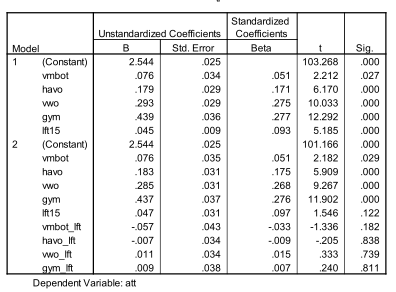 Unstandardized Coefficients Standardized Coefficients
Model B Std. Error Beta t Sig.
1 (Constant) 2.544 .025 103.268 .000
vmbot .076 .034 .051 2.212 .027
havo .179 .029 .171 6.170 .000
vwo .293 .029 .275 10.033 .000
gym .439 .036 .277 12.292 .000
lft15 .045 .009 .093 5.185 .000
2 (Constant) 2.544 .025 101.166 .000
vmbot .076 .035 .051 2.182 .029
havo .183 .031 .175 5.909 .000
vwo .285 .031 .268 9.267 .000
gym .437 .037 .276 11.902 .000
lft15 .047 .031 .097 1.546 .122
vmbot_lft -.057 .043 -.033 -1.336 .182
havo_lft -.007 .034 -.009 -.205 .838
vwo_lft .011 .034 .015 .333 .739
gym_lft .009 .038 .007 .240 .811
Dependent Variable: att